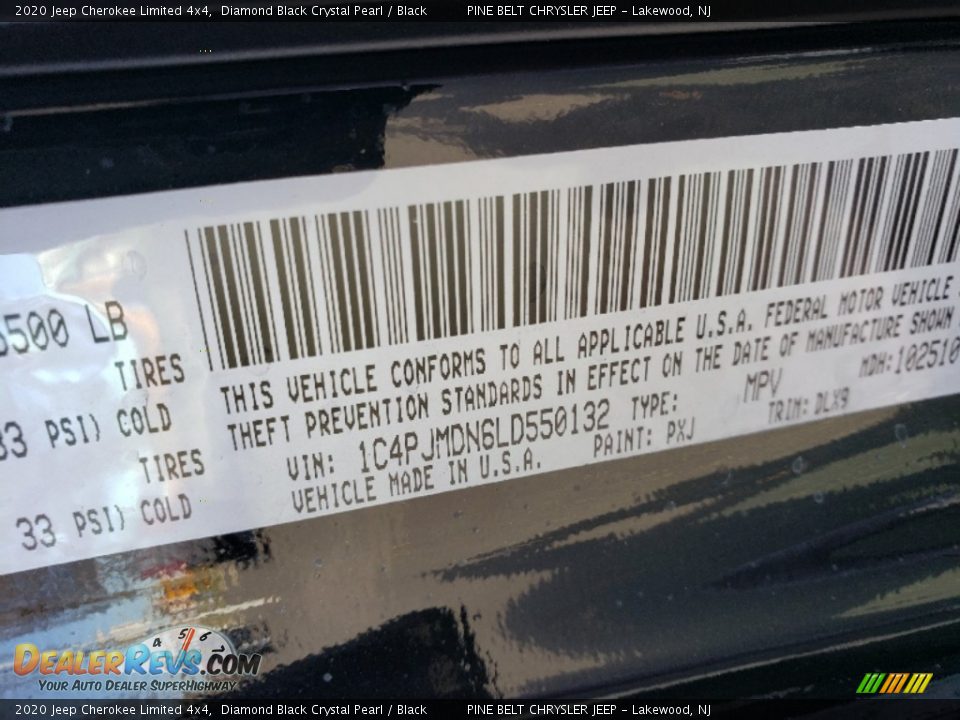 2020 Jeep Cherokee Limited 4x4, Diamond Black Crystal Pearl / Black PINE BELT CHRYSLER JEEP – Lakewood, NJ
500 LB
TIRES
33 PSI) COLD
TIRES
33 PSI) COLD
THIS VEHICLE CONFORMS TO ALL APPLICABLE U.S.A. FEDERAL MOTOR VEHICLE
THEFT PREVENTION STANDARDS IN EFFECT ON THE DATE OF MANUFACTURE SHOWN
VIN: 1C4PJMDN6LD550132 TYPE: MPV MDH: 102510
VEHICLE MADE IN U.S.A. PAINT: PXJ TRIM: DLX9
4 5 6
DEALERREVS.COM
YOUR AUTO DEALER SUPERHIGHWAY
2020 Jeep Cherokee Limited 4x4, Diamond Black Crystal Pearl / Black PINE BELT CHRYSLER JEEP – Lakewood, NJ